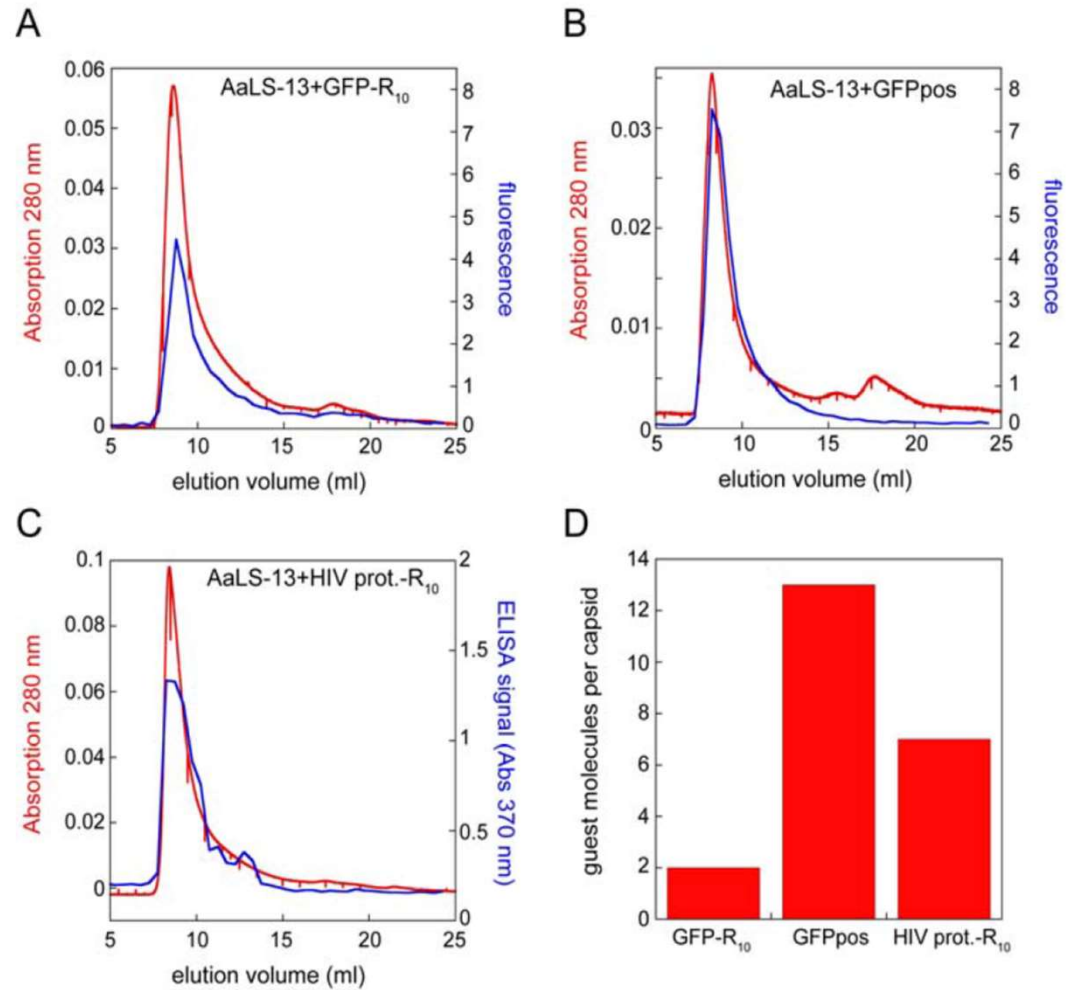 A
AaLS-13+GFP-R10
Absorption 280 nm
0.06
0.05
0.04
0.03
0.02
0.01
0
8
7
6
5
4
3
2
1
0
fluorescence
5 10 15 20 25
elution volume (ml)
B
AaLS-13+GFPpos
Absorption 280 nm
0.03
0.02
0.01
0
8
7
6
5
4
3
2
1
0
fluorescence
5 10 15 20 25
elution volume (ml)
C
AaLS-13+HIV prot.-R10
Absorption 280 nm
0.1
0.08
0.06
0.04
0.02
0
2
1.5
1
0.5
0
ELISA signal (Abs 370 nm)
5 10 15 20 25
elution volume (ml)
D
guest molecules per capsid
14
12
10
8
6
4
2
0
GFP-R10 GFPpos HIV prot.-R10